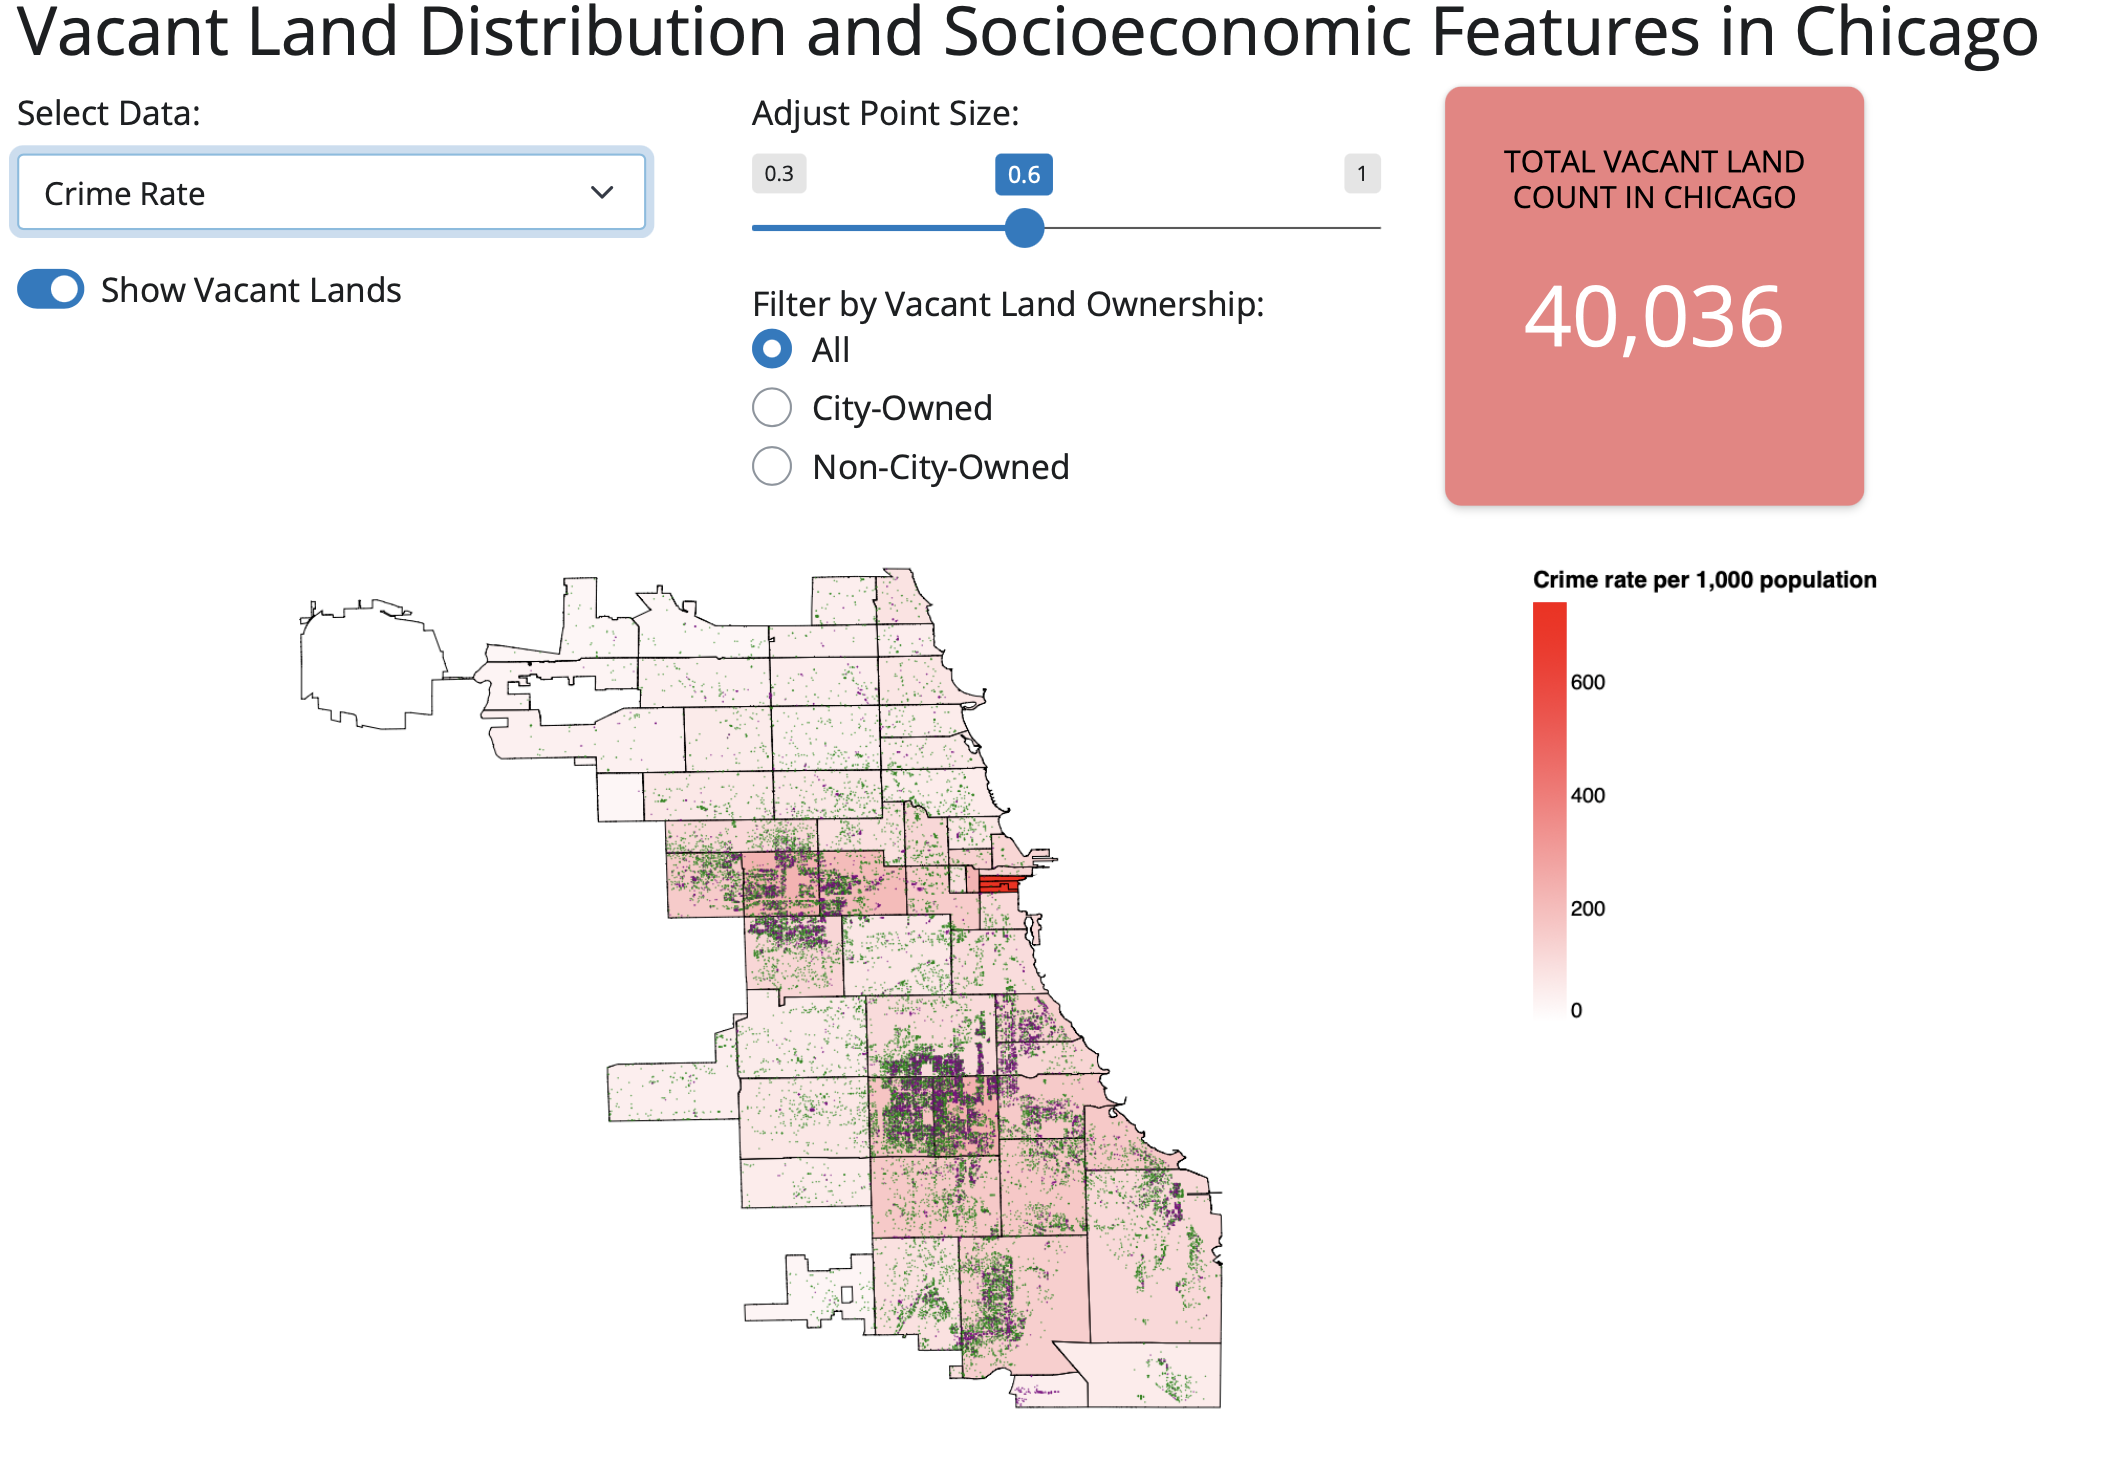 Vacant Land Distribution and Socioeconomic Features in Chicago
Select Data:
Crime Rate
Show Vacant Lands
Adjust Point Size:
0.3
0.6
1
Filter by Vacant Land Ownership:
All
City-Owned
Non-City-Owned
TOTAL VACANT LAND
COUNT IN CHICAGO
40,036
Crime rate per 1,000 population
600
400
200
0